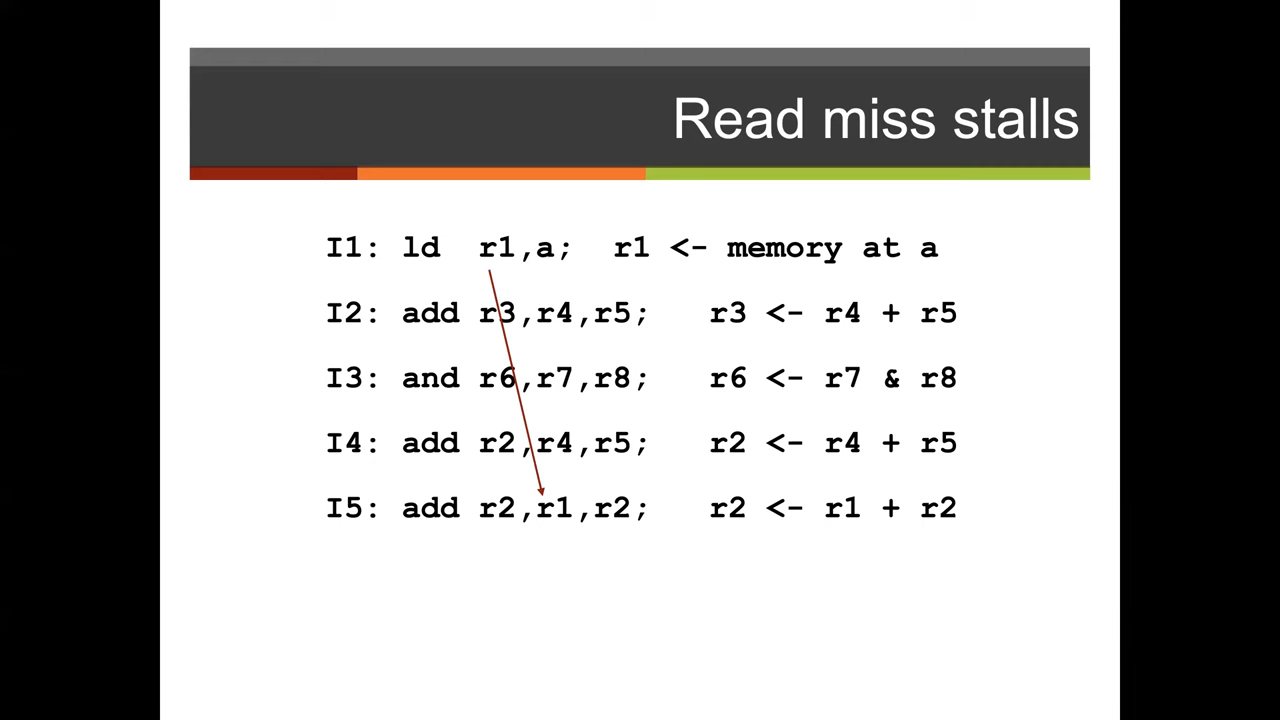 Read miss stalls
I1: ld r1,a; r1 <- memory at a
I2: add r3,r4,r5; r3 <- r4 + r5
I3: and r6,r7,r8; r6 <- r7 & r8
I4: add r2,r4,r5; r2 <- r4 + r5
I5: add r2,r1,r2; r2 <- r1 + r2